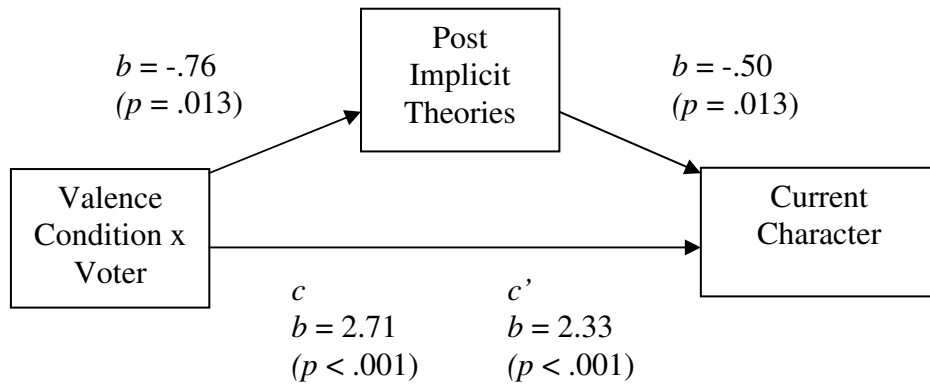 Post
Implicit
Theories
b = -.76
(p = .013)
b = -.50
(p = .013)
Valence
Condition x
Voter
Current
Character
c
b = 2.71
(p < .001)
c’
b = 2.33
(p < .001)